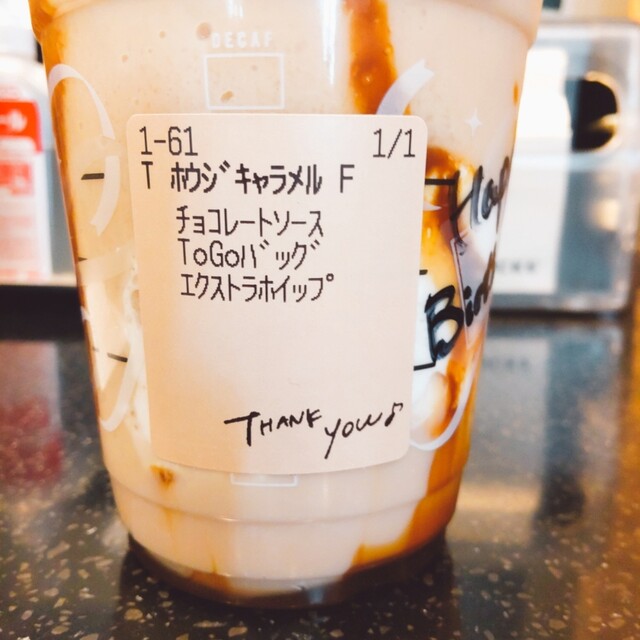 DECAF
1-61 1/1
T ホウジキャラメル F
チョコレートソース
ToGoバッグ
エクストラホイップ
THANK YOU♪